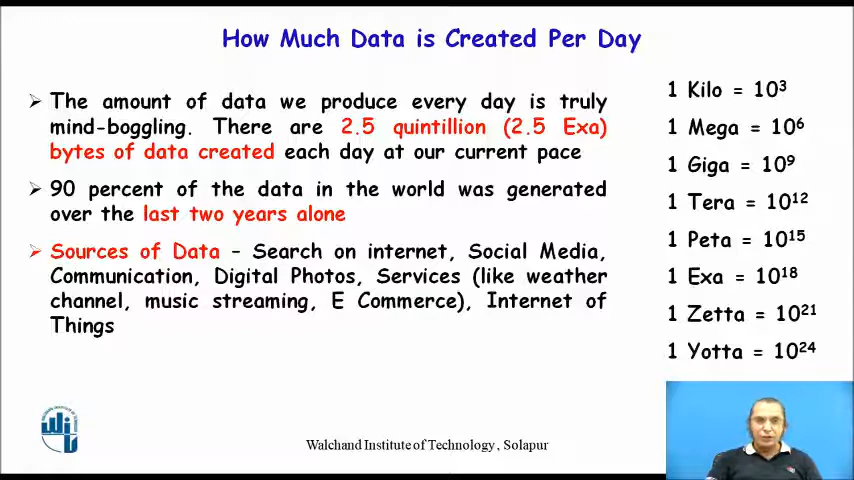 How Much Data is Created Per Day
➢ The amount of data we produce every day is truly
mind-boggling. There are 2.5 quintillion (2.5 Exa)
bytes of data created each day at our current pace
➢ 90 percent of the data in the world was generated
over the last two years alone
➢ Sources of Data - Search on internet, Social Media,
Communication, Digital Photos, Services (like weather
channel, music streaming, E Commerce), Internet of
Things
1 Kilo = 10³
1 Mega = 10⁶
1 Giga = 10⁹
1 Tera = 10¹²
1 Peta = 10¹⁵
1 Exa = 10¹⁸
1 Zetta = 10²¹
1 Yotta = 10²⁴
Walchand Institute of Technology, Solapur